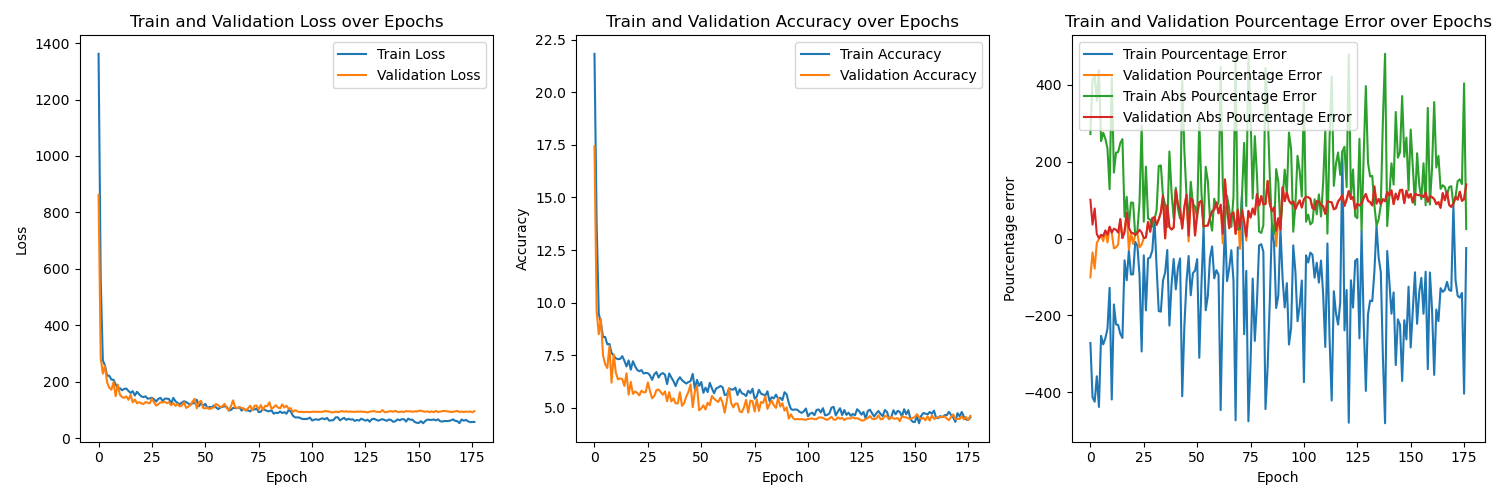 Train and Validation Loss over Epochs
1400
1200
1000
800
600
400
200
0
Loss
0 25 50 75 100 125 150 175
Epoch
Train Loss
Validation Loss
Train and Validation Accuracy over Epochs
22.5
20.0
17.5
15.0
12.5
10.0
7.5
5.0
Accuracy
0 25 50 75 100 125 150 175
Epoch
Train Accuracy
Validation Accuracy
Train and Validation Pourcentage Error over Epochs
400
200
0
−200
−400
Pourcentage error
0 25 50 75 100 125 150 175
Epoch
Train Pourcentage Error
Validation Pourcentage Error
Train Abs Pourcentage Error
Validation Abs Pourcentage Error